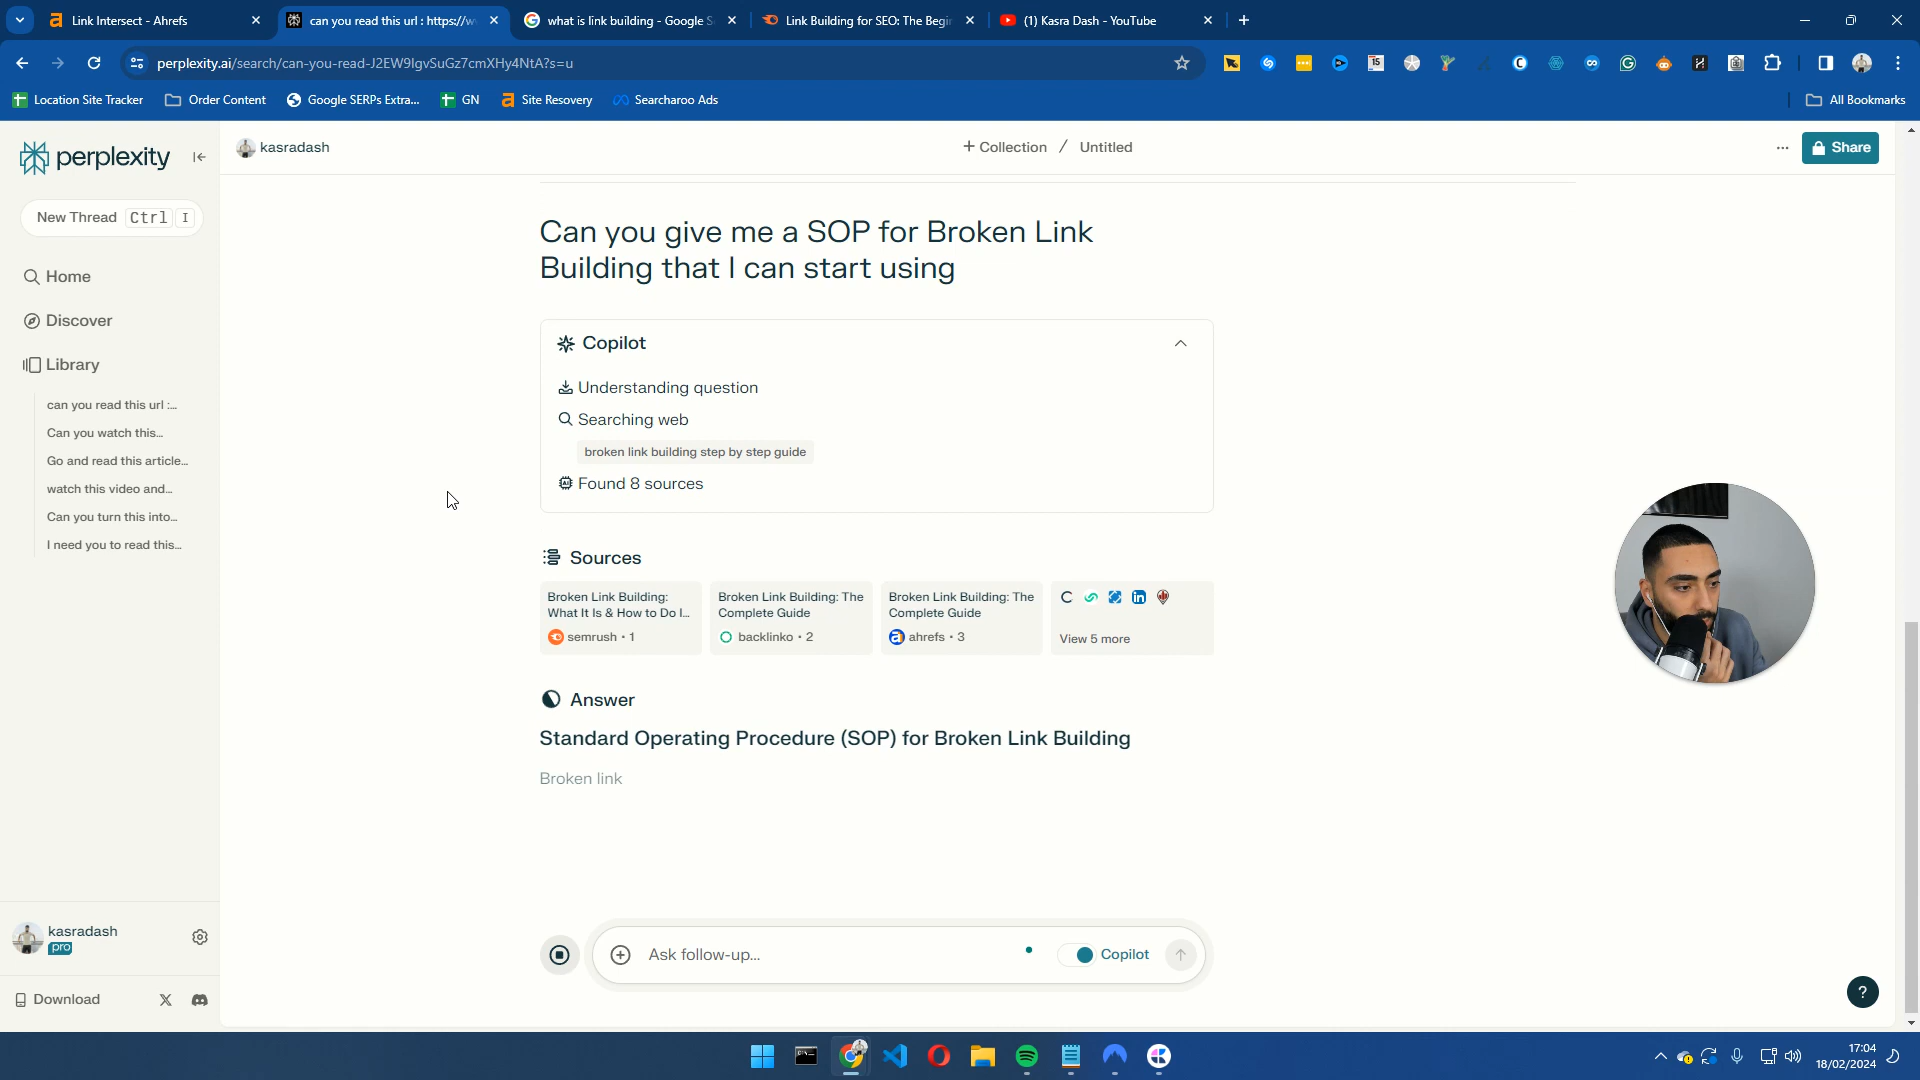 Link Intersect - Ahrefs
can you read this url : https://w
what is link building - Google S
Link Building for SEO: The Begin
(1) Kasra Dash - YouTube
perplexity.ai/search/can-you-read-J2EW9IgvSuGz7cmXHy4NtA?s=u
Location Site Tracker
Order Content
Google SERPs Extra...
GN
Site Recovery
Searcharoo Ads
All Bookmarks
perplexity
kasradash
+ Collection / Untitled
Share
New Thread Ctrl I
Home
Discover
Library
can you read this url :...
Can you watch this...
Go and read this article...
watch this video and...
Can you turn this into...
I need you to read this...
Can you give me a SOP for Broken Link
Building that I can start using
Copilot
Understanding question
Searching web
broken link building step by step guide
Found 8 sources
Sources
Broken Link Building:
What It Is & How to Do I...
semrush • 1
Broken Link Building: The
Complete Guide
backlinko • 2
Broken Link Building: The
Complete Guide
ahrefs • 3
View 5 more
Answer
Standard Operating Procedure (SOP) for Broken Link Building
Broken link
kasradash
pro
Ask follow-up...
Copilot
Download
?
17:04
18/02/2024